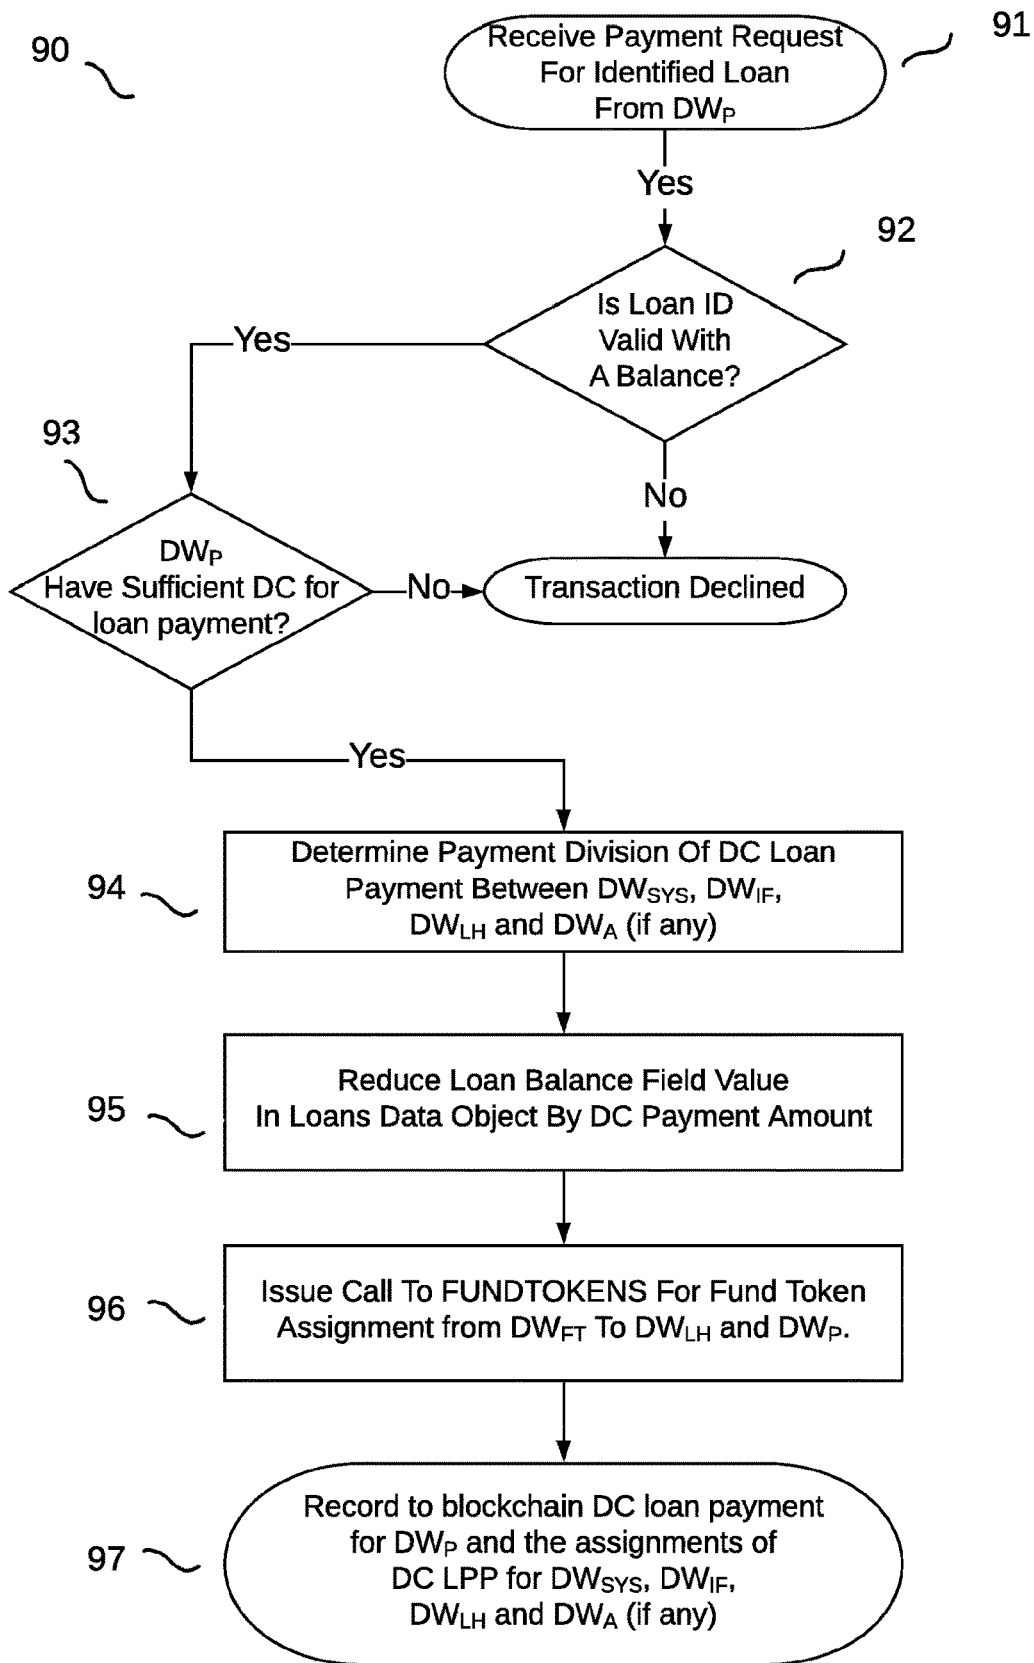 90
91
Receive Payment Request
For Identified Loan
From DWP
Yes
92
Is Loan ID
Valid With
A Balance?
Yes
93
No
DWP
Have Sufficient DC for
loan payment?
No
Transaction Declined
Yes
94
Determine Payment Division Of DC Loan
Payment Between DWSYS, DWIF,
DWLH and DWA (if any)
95
Reduce Loan Balance Field Value
In Loans Data Object By DC Payment Amount
96
Issue Call To FUNDTOKENS For Fund Token
Assignment from DWFT To DWLH and DWP.
97
Record to blockchain DC loan payment
for DWP and the assignments of
DC LPP for DWSYS, DWIF,
DWLH and DWA (if any)